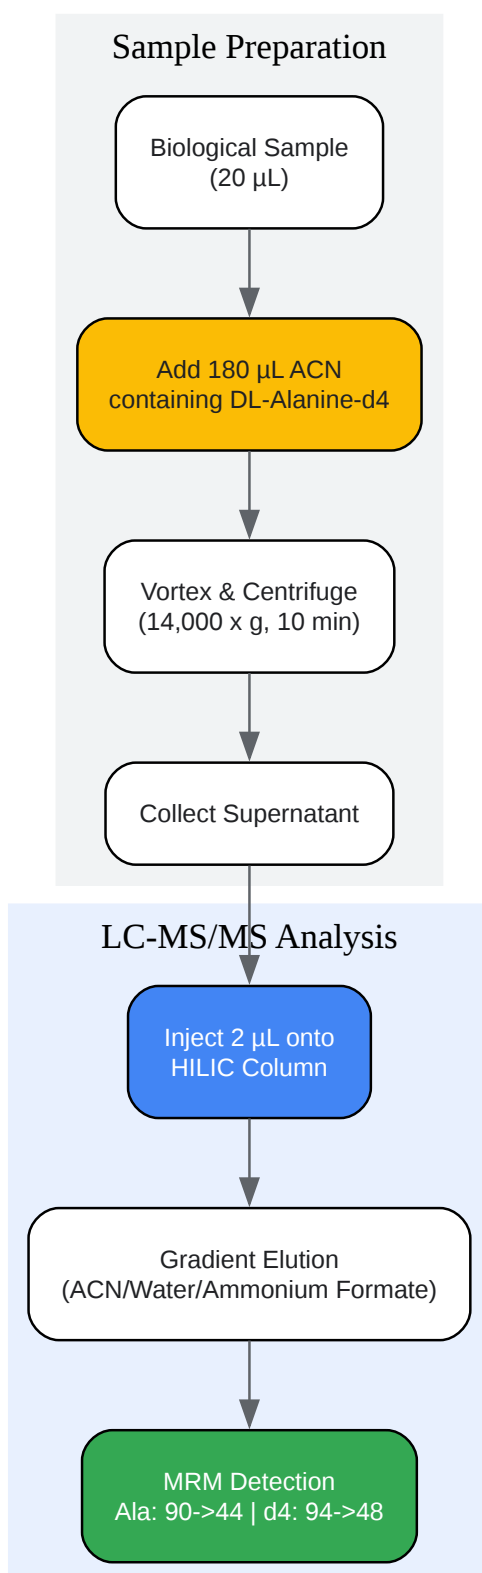 Sample Preparation
Biological Sample
(20 µL)
Add 180 µL ACN
containing DL-Alanine-d4
Vortex & Centrifuge
(14,000 x g, 10 min)
Collect Supernatant
LC-MS/MS Analysis
Inject 2 µL onto
HILIC Column
Gradient Elution
(ACN/Water/Ammonium Formate)
MRM Detection
Ala: 90->44 | d4: 94->48